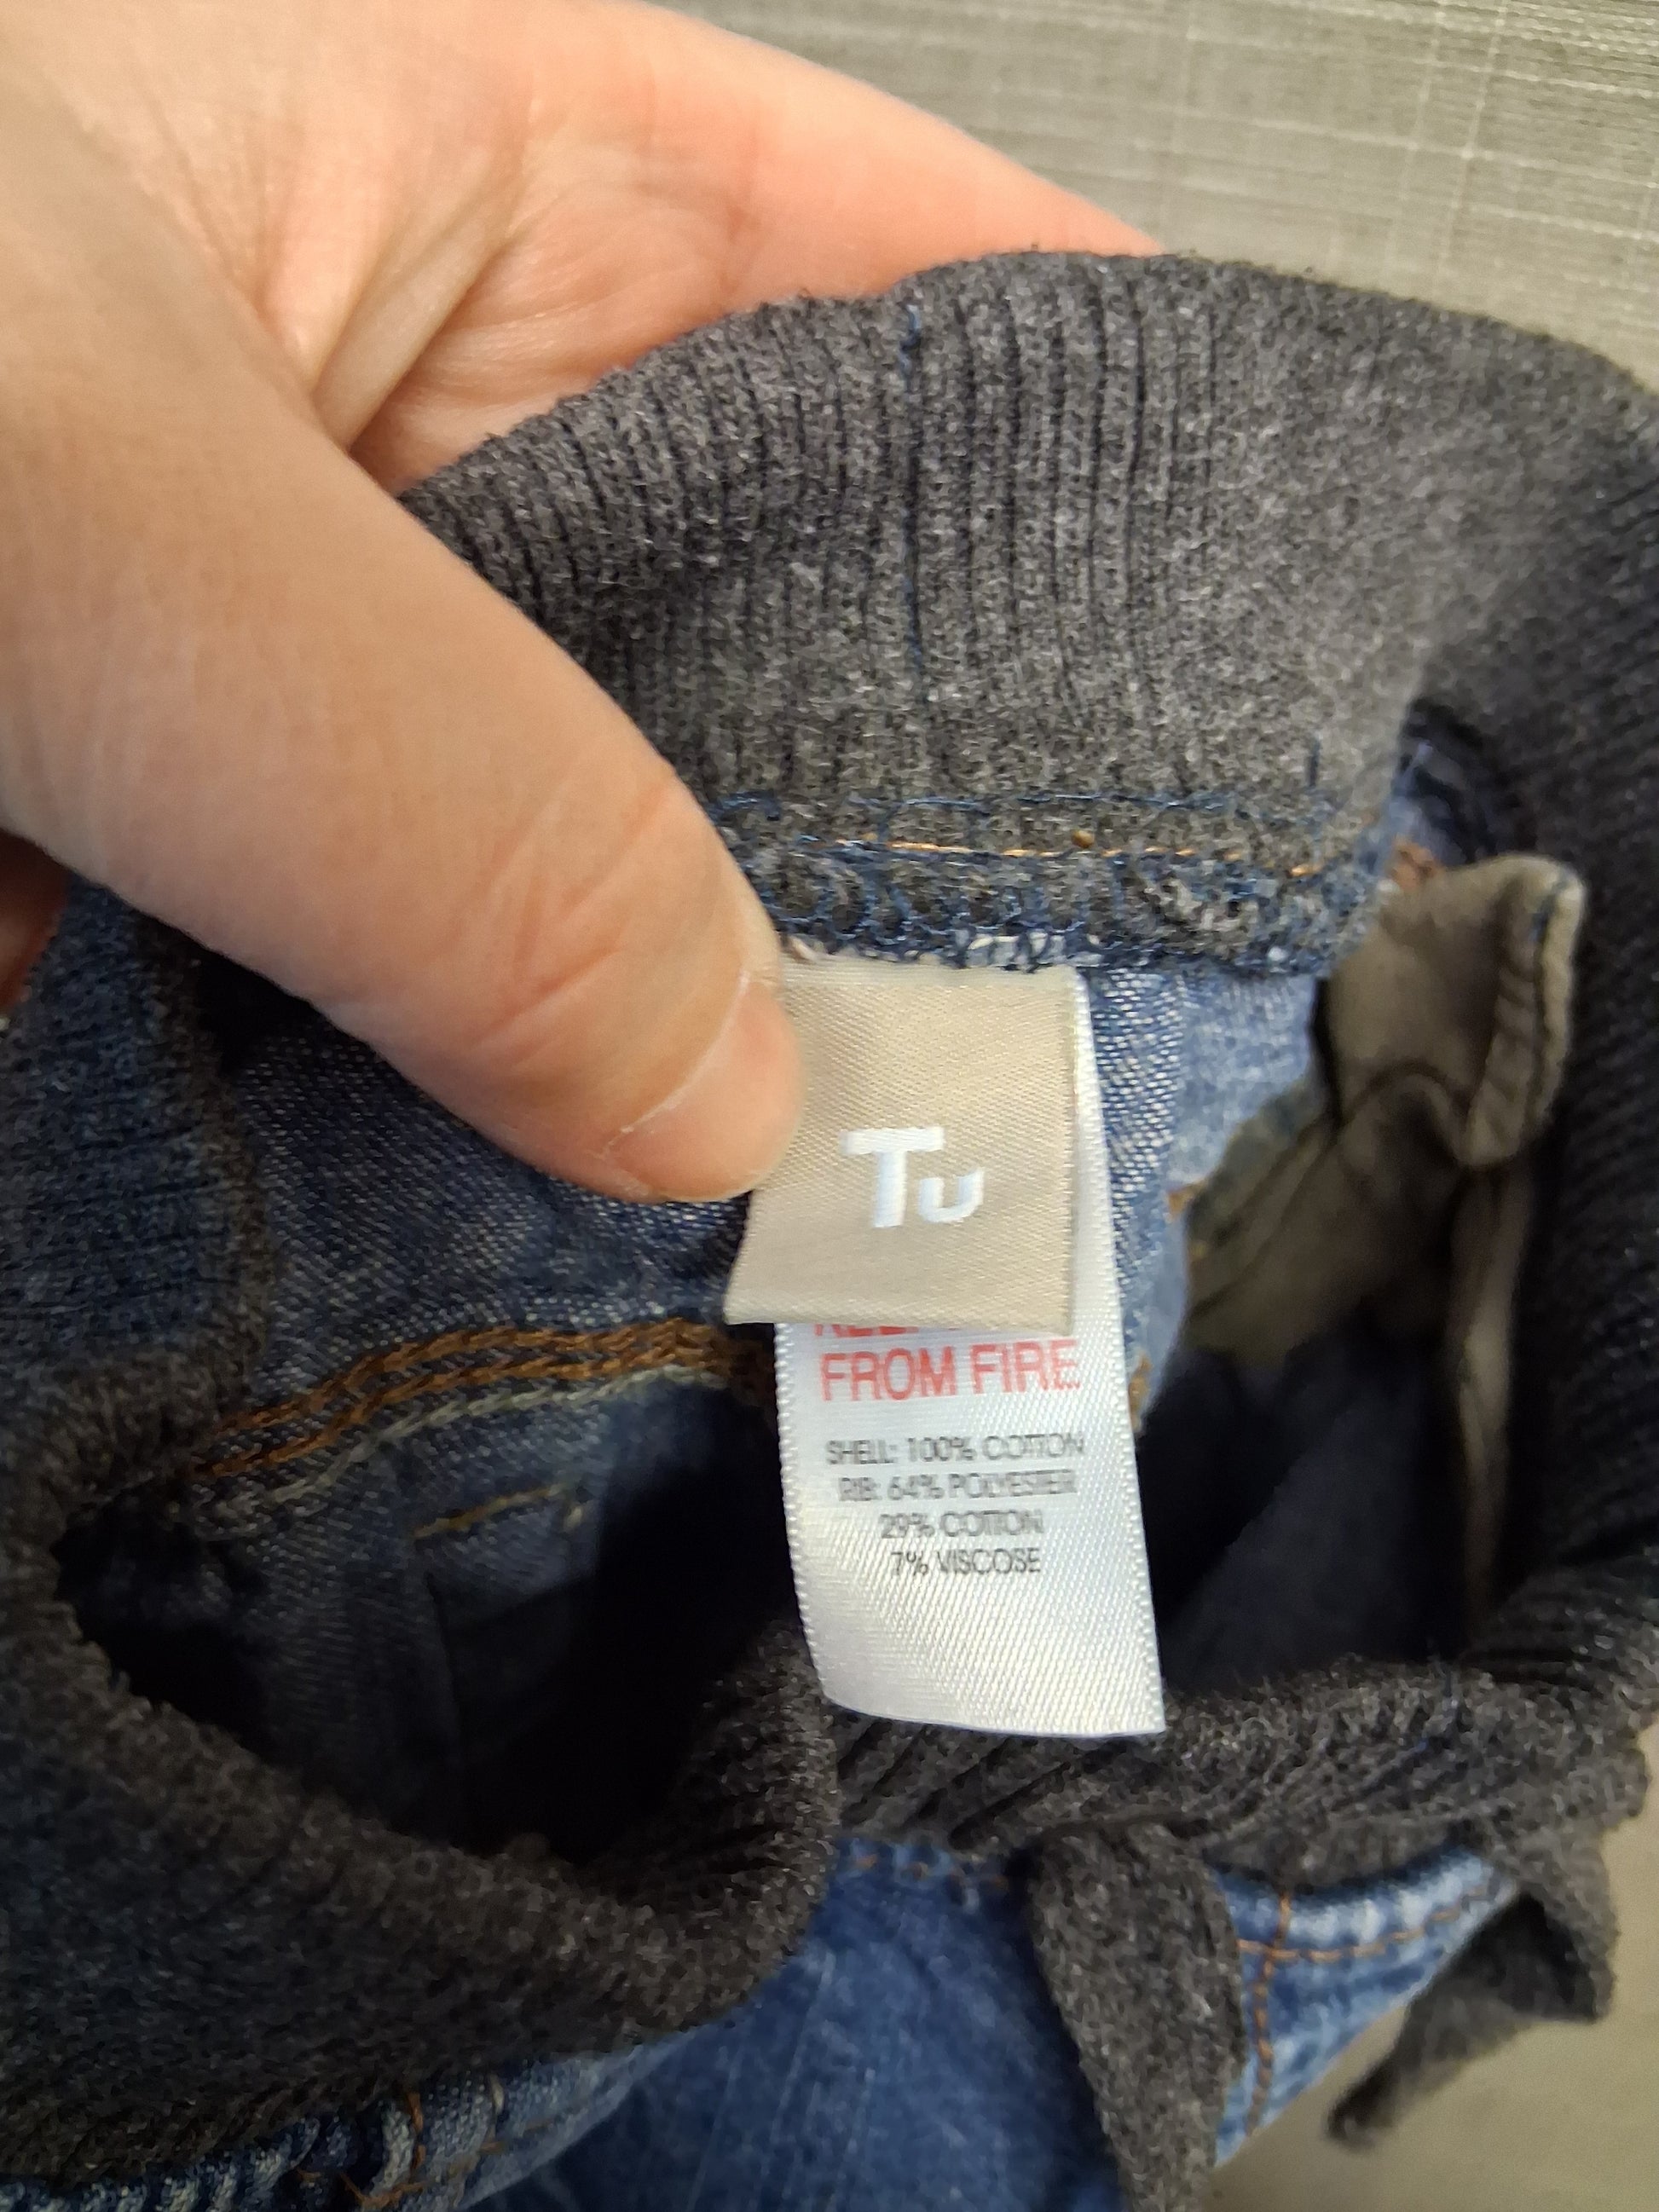 Tu
FROM FIRE
SHELL: 100% COTTON
RIB: 64% POLYESTER
29% COTTON
7% VISCOSE